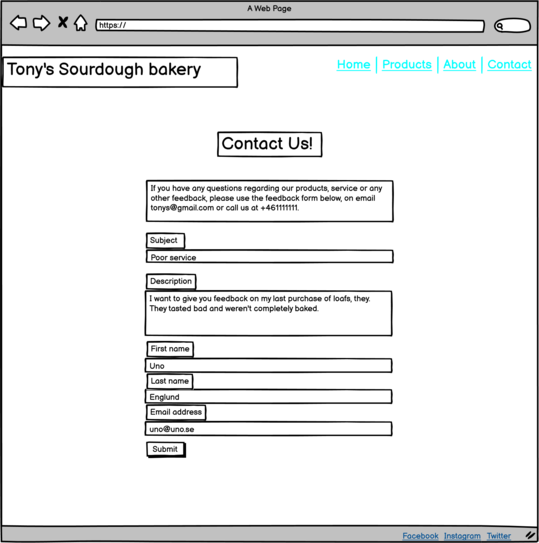 A Web Page
https://
Tony's Sourdough bakery
Home | Products | About | Contact
Contact Us!
If you have any questions regarding our products, service or any
other feedback, please use the feedback form below, on email
tonys@gmail.com or call us at +461111111.
Subject
Poor service
Description
I want to give you feedback on my last purchase of loafs, they.
They tasted bad and weren't completely baked.
First name
Uno
Last name
Englund
Email address
uno@uno.se
Submit
Facebook Instagram Twitter